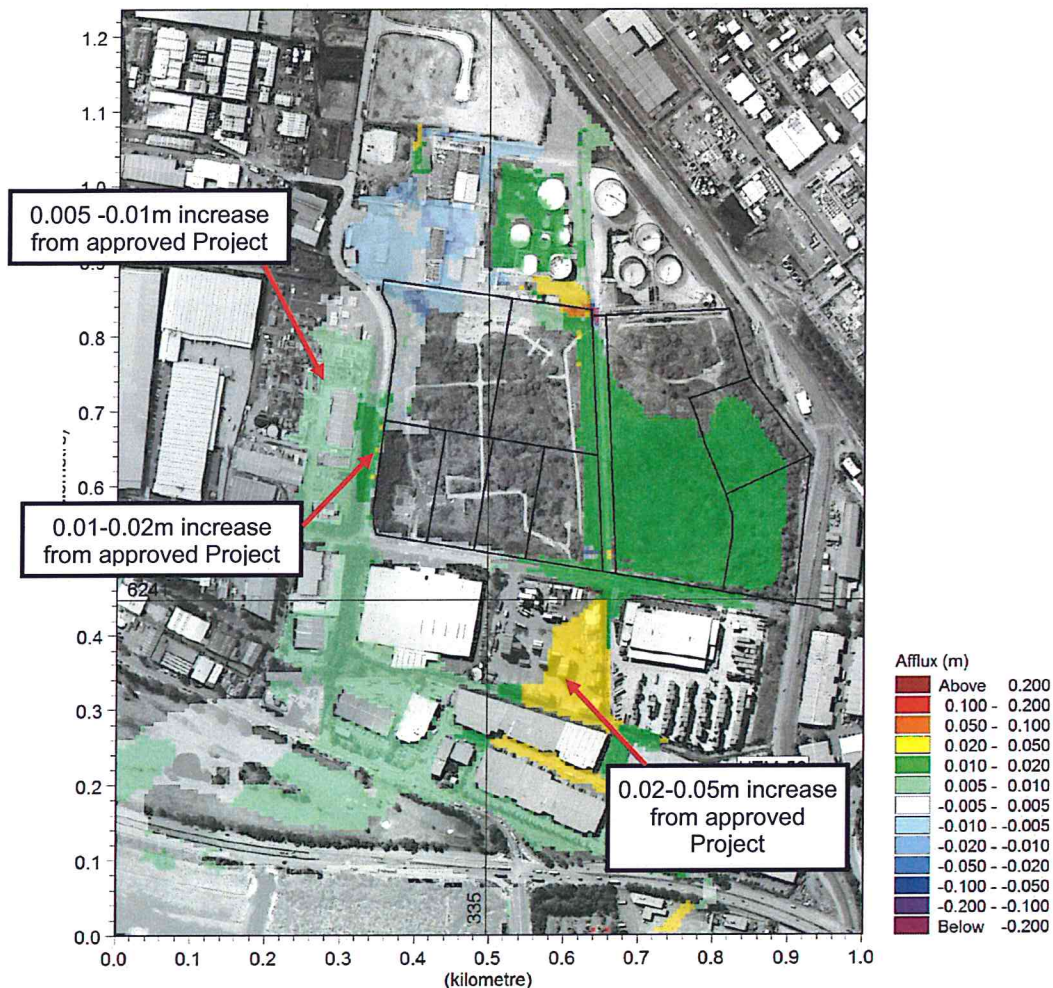 1.2
1.1
1.0
0.005 -0.01m increase
from approved Project
0.9
0.8
0.7
0.6
0.01-0.02m increase
from approved Project
624
0.4
0.3
0.2
0.1
0.0
0.02-0.05m increase
from approved
Project
335
0.0 0.1 0.2 0.3 0.4 0.5 0.6 0.7 0.8 0.9 1.0
(kilometre)
Afflux (m)
Above 0.200
0.100 - 0.200
0.050 - 0.100
0.020 - 0.050
0.010 - 0.020
0.005 - 0.010
-0.005 - 0.005
-0.010 - -0.005
-0.020 - -0.010
-0.050 - -0.020
-0.100 - -0.050
-0.200 - -0.100
Below -0.200